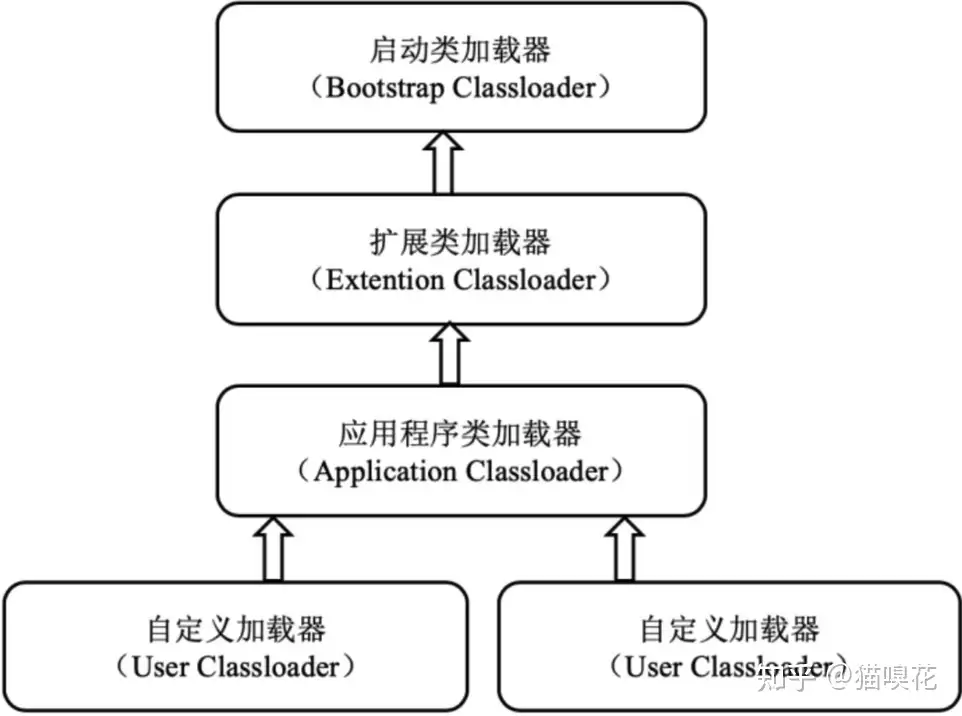 启动类加载器
（Bootstrap Classloader）
扩展类加载器
（Extention Classloader）
应用程序类加载器
（Application Classloader）
自定义加载器
（User Classloader）
自定义加载器
（User Classloader）
知乎 @猫嗅花